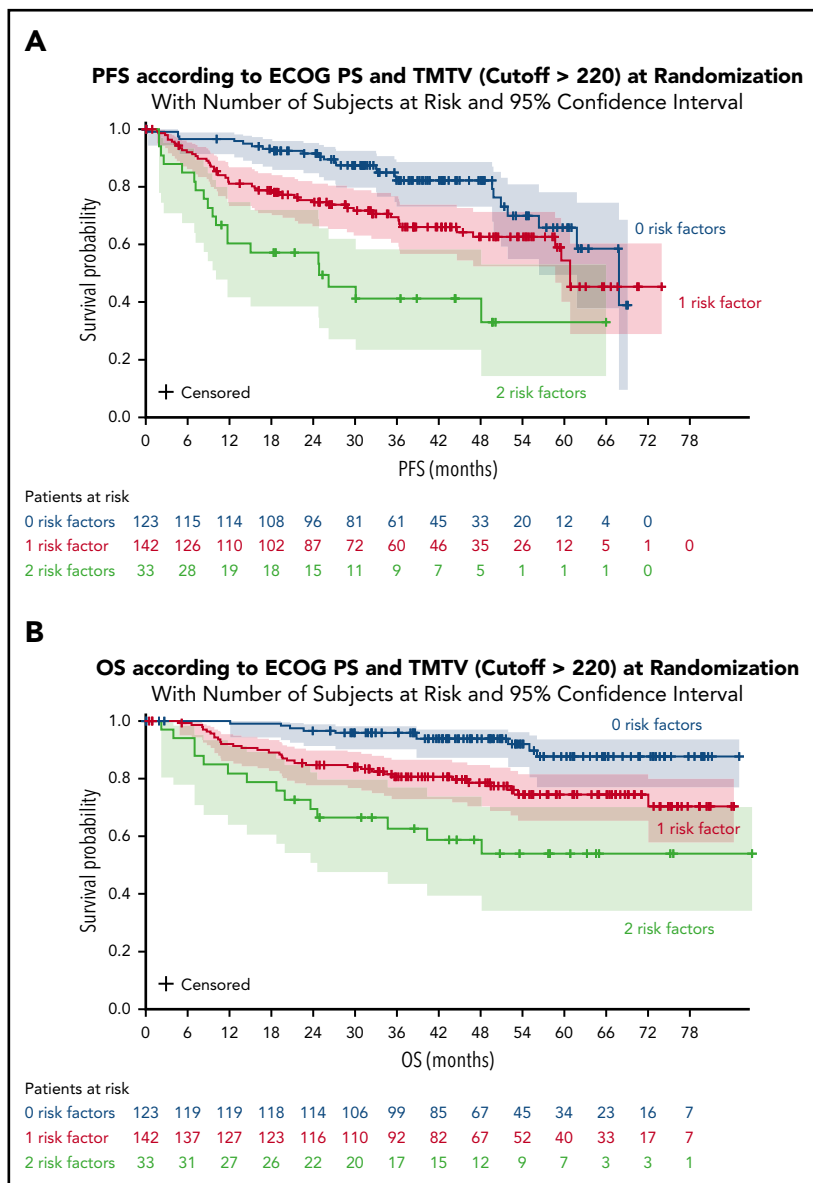 A
PFS according to ECOG PS and TMTV (Cutoff > 220) at Randomization
With Number of Subjects at Risk and 95% Confidence Interval
1.0
0.8
0.6
0.4
0.2
0.0
Survival probability
0 risk factors
1 risk factor
2 risk factors
+ Censored
0 6 12 18 24 30 36 42 48 54 60 66 72 78
PFS (months)
Patients at risk
0 risk factors 123 115 114 108 96 81 61 45 33 20 12 4 0
1 risk factor 142 126 110 102 87 72 60 46 35 26 12 5 1 0
2 risk factors 33 28 19 18 15 11 9 7 5 1 1 1 0
B
OS according to ECOG PS and TMTV (Cutoff > 220) at Randomization
With Number of Subjects at Risk and 95% Confidence Interval
1.0
0.8
0.6
0.4
0.2
0.0
Survival probability
0 risk factors
1 risk factor
2 risk factors
+ Censored
0 6 12 18 24 30 36 42 48 54 60 66 72 78
OS (months)
Patients at risk
0 risk factors 123 119 119 118 114 106 99 85 67 45 34 23 16 7
1 risk factor 142 137 127 123 116 110 92 82 67 52 40 33 17 7
2 risk factors 33 31 27 26 22 20 17 15 12 9 7 3 3 1